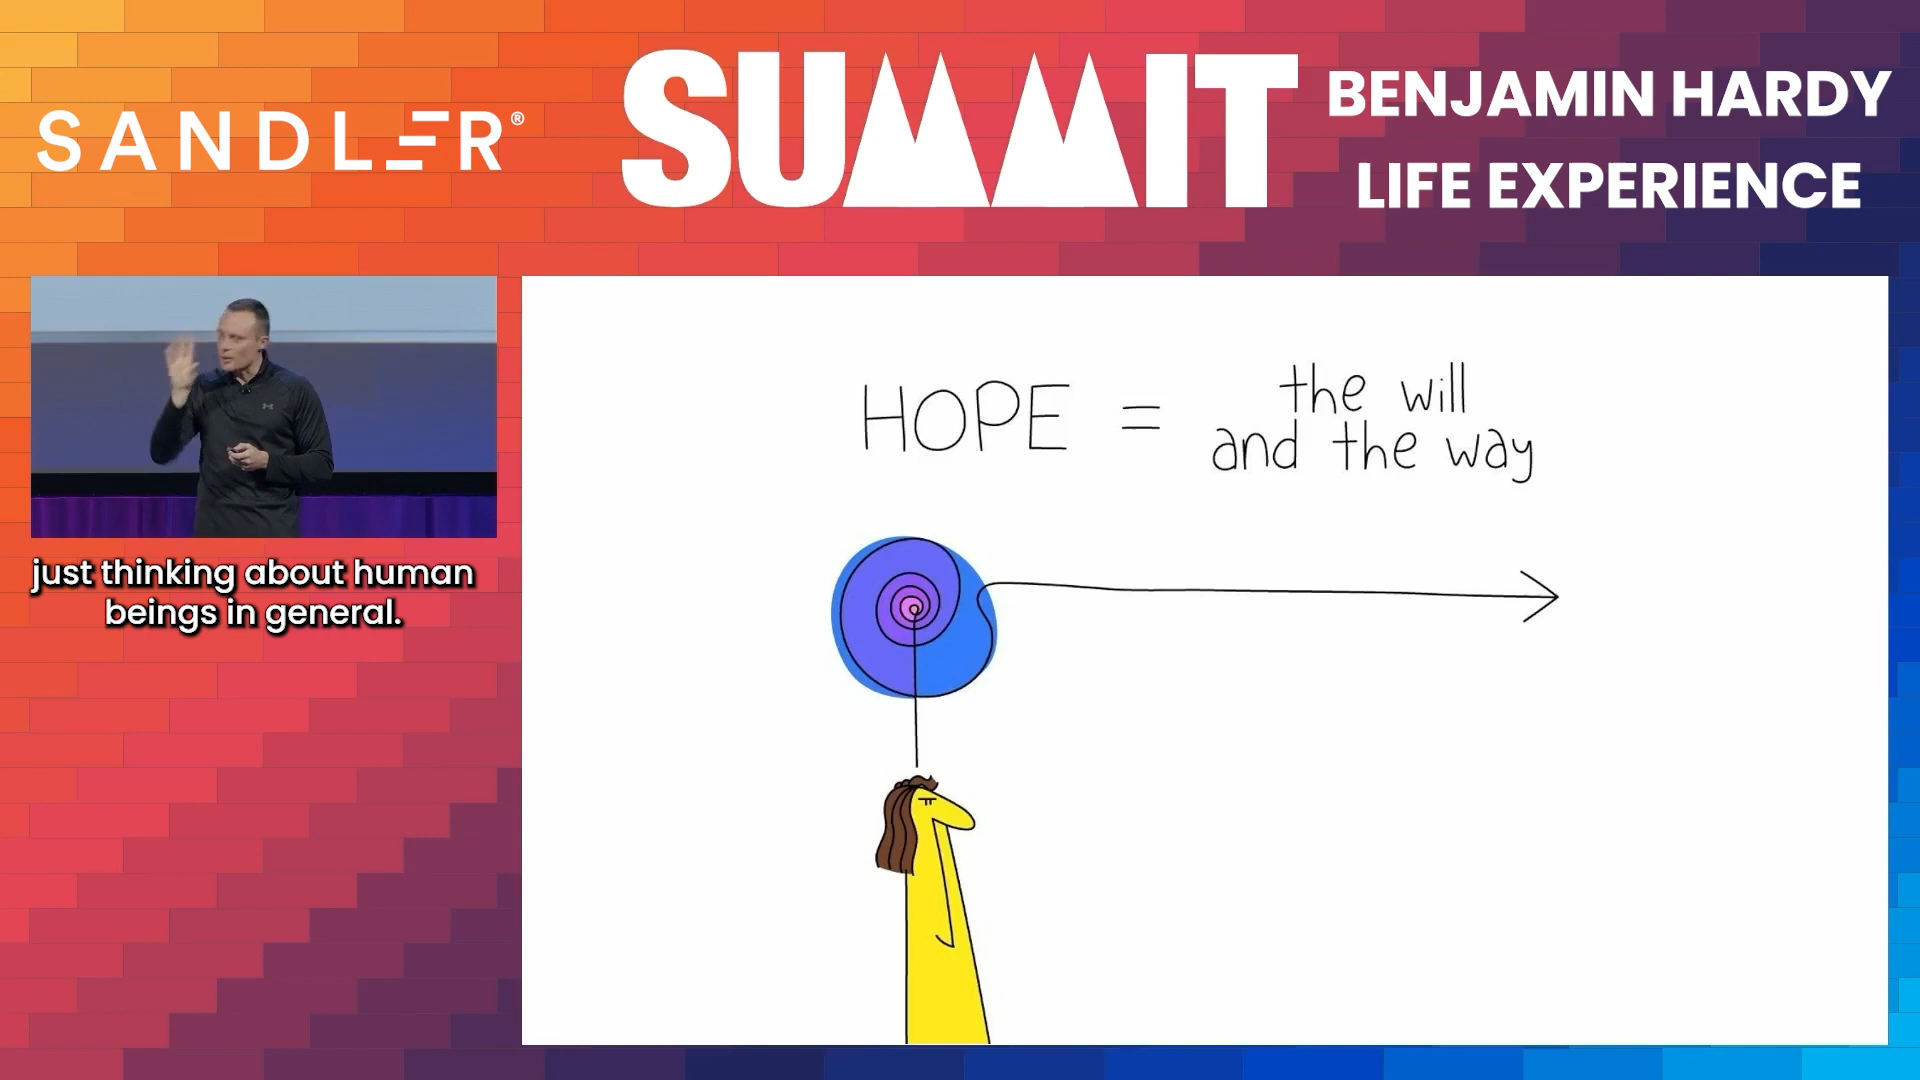 SANDLER®
SUMMIT
BENJAMIN HARDY
LIFE EXPERIENCE
HOPE = the will
and the way
just thinking about human
beings in general.